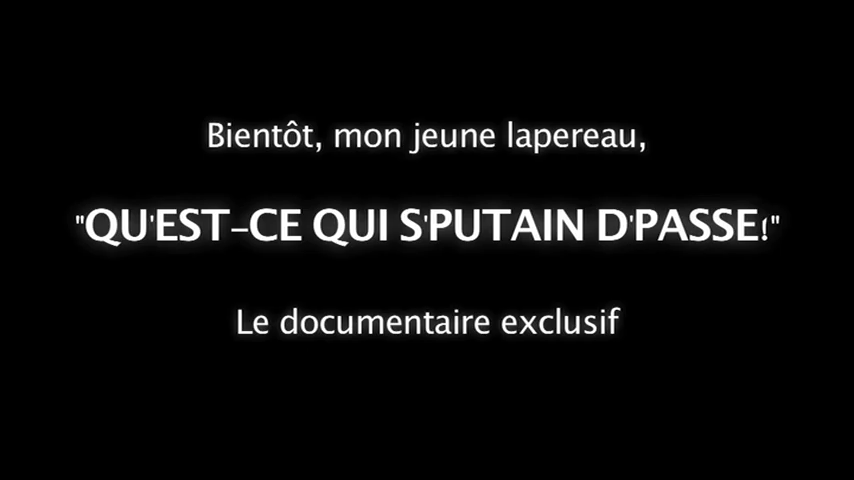 Bientôt, mon jeune lapereau,
"QU'EST-CE QUI S'PUTAIN D'PASSE!"
Le documentaire exclusif